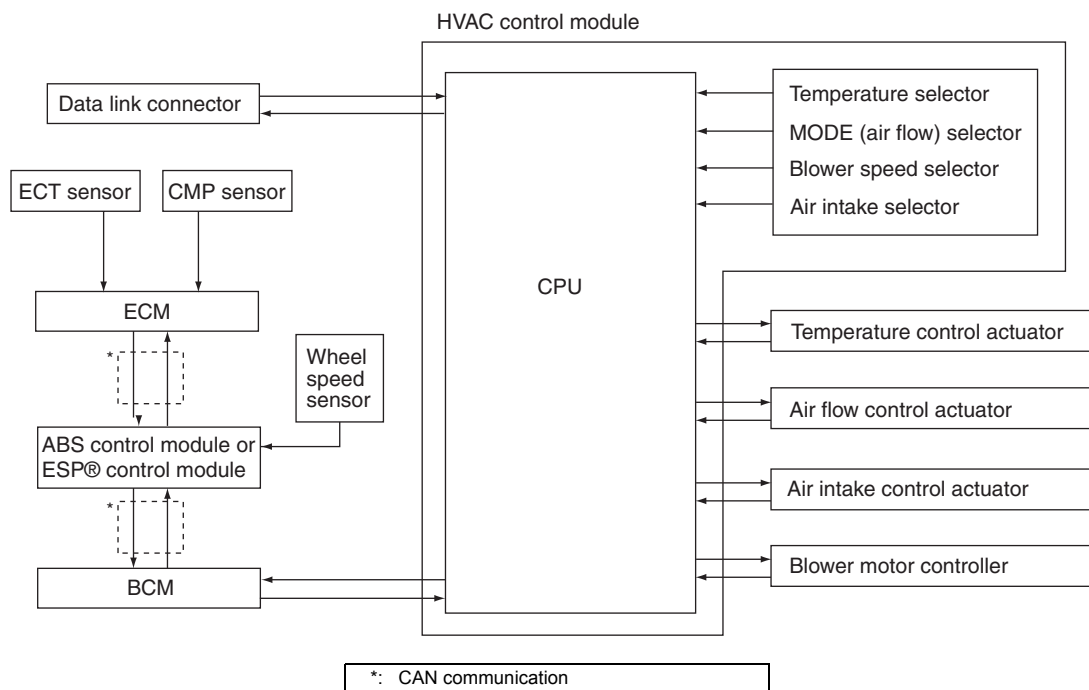 HVAC control module
Data link connector
ECT sensor
CMP sensor
ECM
*
Wheel
speed
sensor
ABS control module or
ESP® control module
*
BCM
CPU
Temperature selector
MODE (air flow) selector
Blower speed selector
Air intake selector
Temperature control actuator
Air flow control actuator
Air intake control actuator
Blower motor controller
*: CAN communication